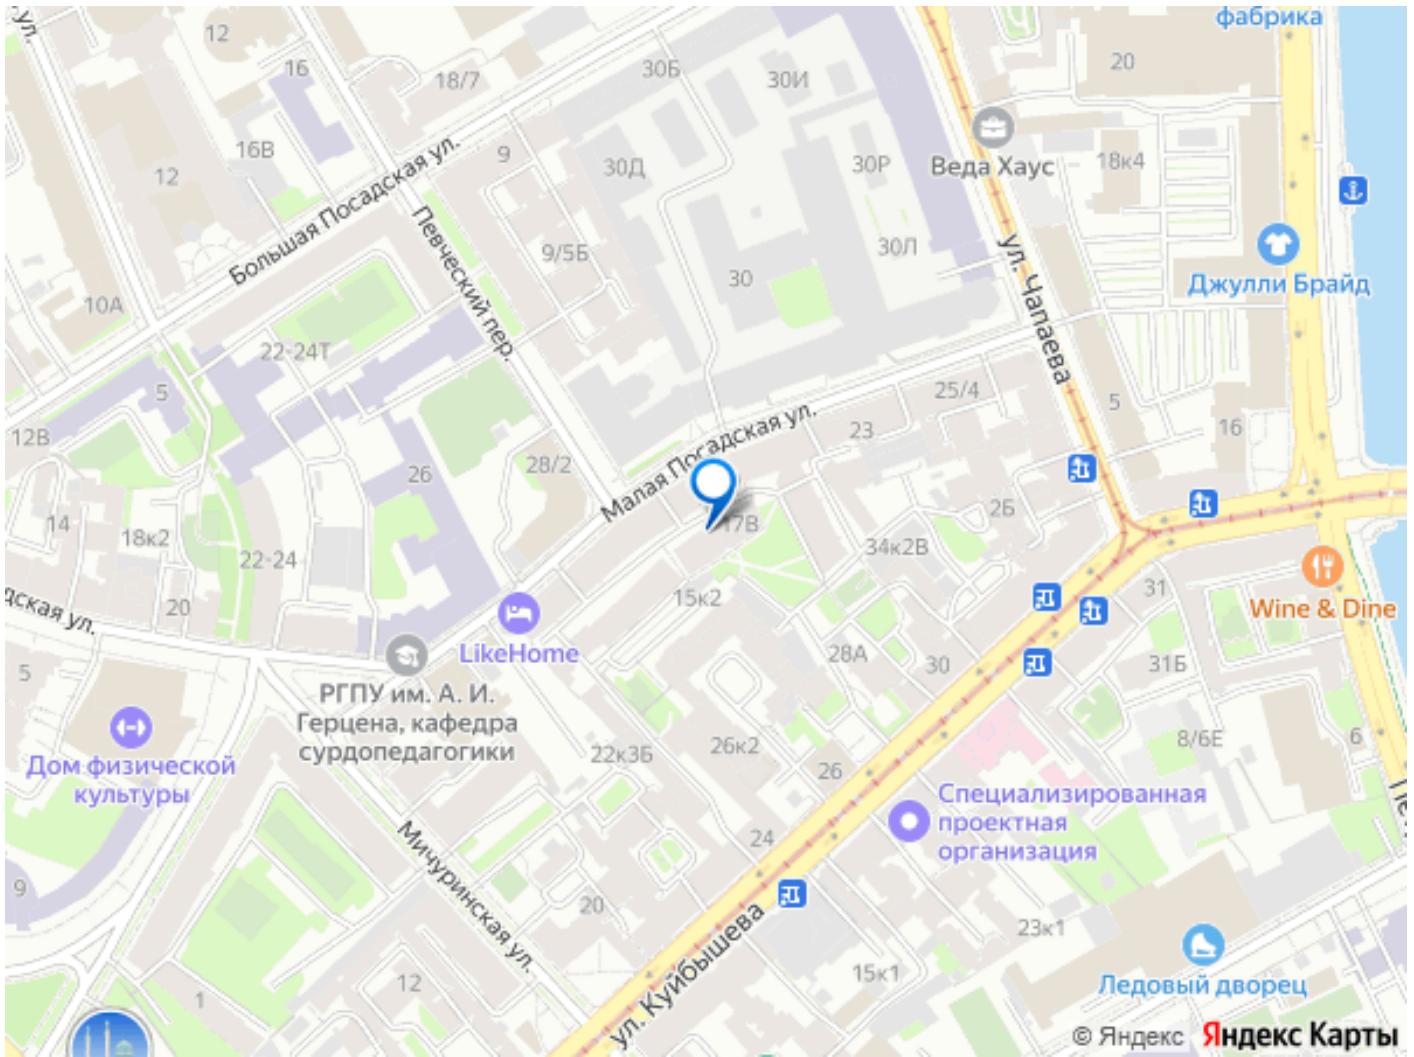 ул.
12
16
18/7
30Б
30И
фабрика
20
16В
12
9
30Д
30Р
Веда Хаус
18к4
Большая Посадская ул.
Певческий пер.
9/5Б
30
30Л
ул. Чапаева
Джулли Брайд
10А
22-24Т
5
12В
26
28/2
Малая Посадская ул.
23
25/4
5
16
14
18к2
22-24
20
17В
34к2В
26
15к2
31
Wine & Dine
дская ул.
5
LikeHome
РГПУ им. А. И.
Герцена, кафедра
сурдопедагогики
28А
30
31Б
Дом физической
культуры
22к3Б
26к2
26
8/6Е
6
Специализированная
проектная
организация
24
Мичуринская ул.
9
20
ул. Куйбышева
23к1
12
15к1
1
Ледовый дворец
© Яндекс Яндекс Карты